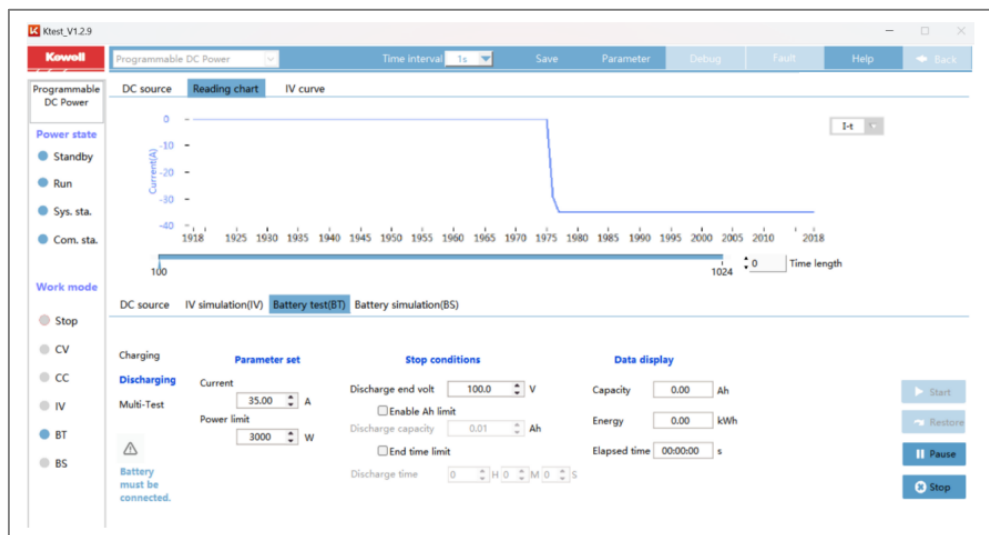 Ktest_V1.2.9
Kowell
Programmable DC Power
Time interval 1s
Save
Parameter
Debug
Fault
Help
Back
Programmable
DC Power
DC source
Reading chart
IV curve
Power state
Standby
Run
Sys. sta.
Com. sta.
Work mode
Stop
CV
CC
IV
BT
BS
I-t
Current(A)
0
-10
-20
-30
-40
1918 1925 1930 1935 1940 1945 1950 1955 1960 1965 1970 1975 1980 1985 1990 1995 2000 2005 2010 2018
100
1024
0 Time length
DC source
IV simulation(IV)
Battery test(BT)
Battery simulation(BS)
Charging
Discharging
Multi-Test
Battery
must be
connected.
Parameter set
Current
35.00 A
Power limit
3000 W
Stop conditions
Discharge end volt 100.0 V
Enable Ah limit
Discharge capacity 0.01 Ah
End time limit
Discharge time 0 H 0 M 0 S
Data display
Capacity 0.00 Ah
Energy 0.00 kWh
Elapsed time 00:00:00 s
Start
Restore
Pause
Stop